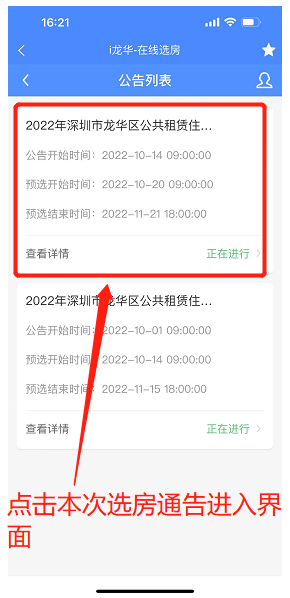 16:21
i龙华-在线选房
公告列表
2022年深圳市龙华区公共租赁住...
公告开始时间：2022-10-14 09:00:00
预选开始时间：2022-10-20 09:00:00
预选结束时间：2022-11-21 18:00:00
查看详情 正在进行
2022年深圳市龙华区公共租赁住...
公告开始时间：2022-10-01 09:00:00
预选开始时间：2022-10-14 09:00:00
预选结束时间：2022-11-15 18:00:00
查看详情 正在进行
点击本次选房通告进入界
面